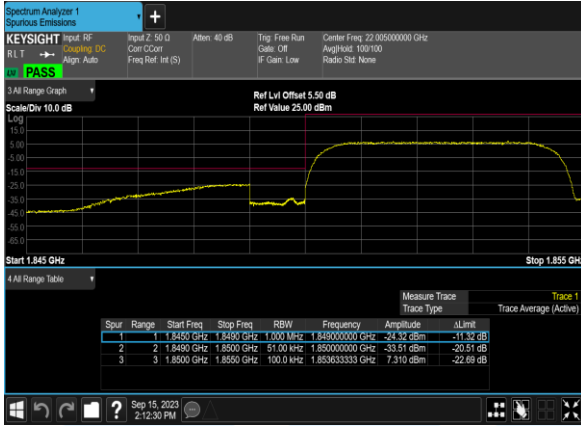 Spectrum Analyzer 1
Spurious Emissions
KEYSIGHT Input: RF Input Z: 50 Ω Atten: 40 dB Trig: Free Run Center Freq: 22.005000000 GHz
RLT Coupling: DC Corr CCorr Gate: Off Avg|Hold: 100/100
Align: Auto Freq Ref: Int (S) IF Gain: Low Radio Std: None
PASS
3 All Range Graph
Ref Lvl Offset 5.50 dB
Scale/Div 10.0 dB Ref Value 25.00 dBm
Log
15.0
5.00
-5.00
-15.0
-25.0
-35.0
-45.0
-55.0
-65.0
Start 1.845 GHz Stop 1.855 GHz
4 All Range Table
Measure Trace Trace 1
Trace Type Trace Average (Active)
Spur Range Start Freq Stop Freq RBW Frequency Amplitude ΔLimit
1 1 1.8450 GHz 1.8490 GHz 1.000 MHz 1.849000000 GHz -24.32 dBm -11.32 dB
2 2 1.8490 GHz 1.8500 GHz 51.00 kHz 1.850000000 GHz -33.51 dBm -20.51 dB
3 3 1.8500 GHz 1.8550 GHz 100.0 kHz 1.853633333 GHz 7.310 dBm -22.69 dB
Sep 15, 2023
2:12:30 PM